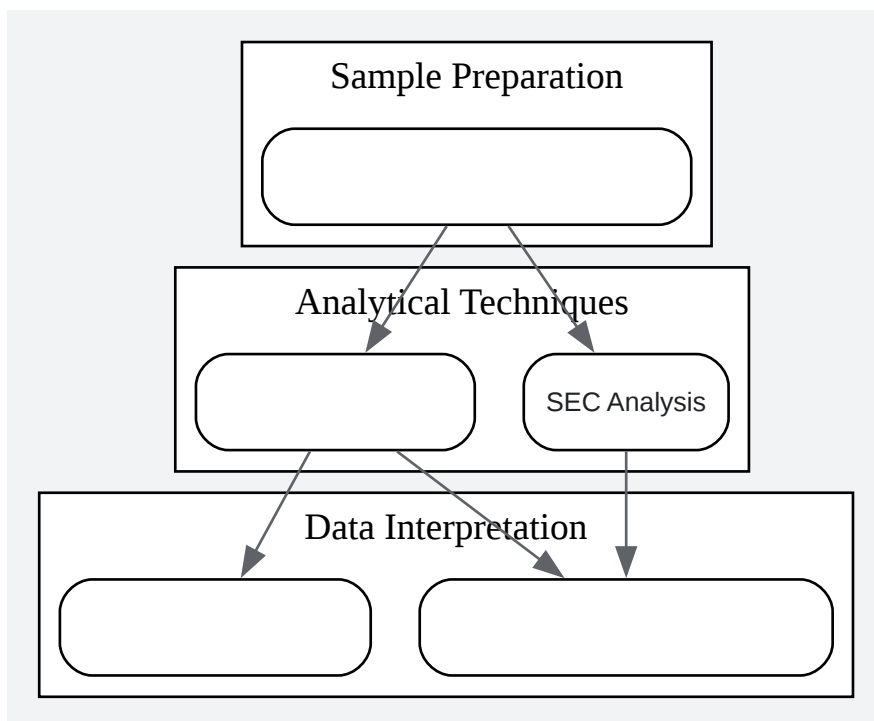 Sample Preparation
Analytical Techniques
SEC Analysis
Data Interpretation